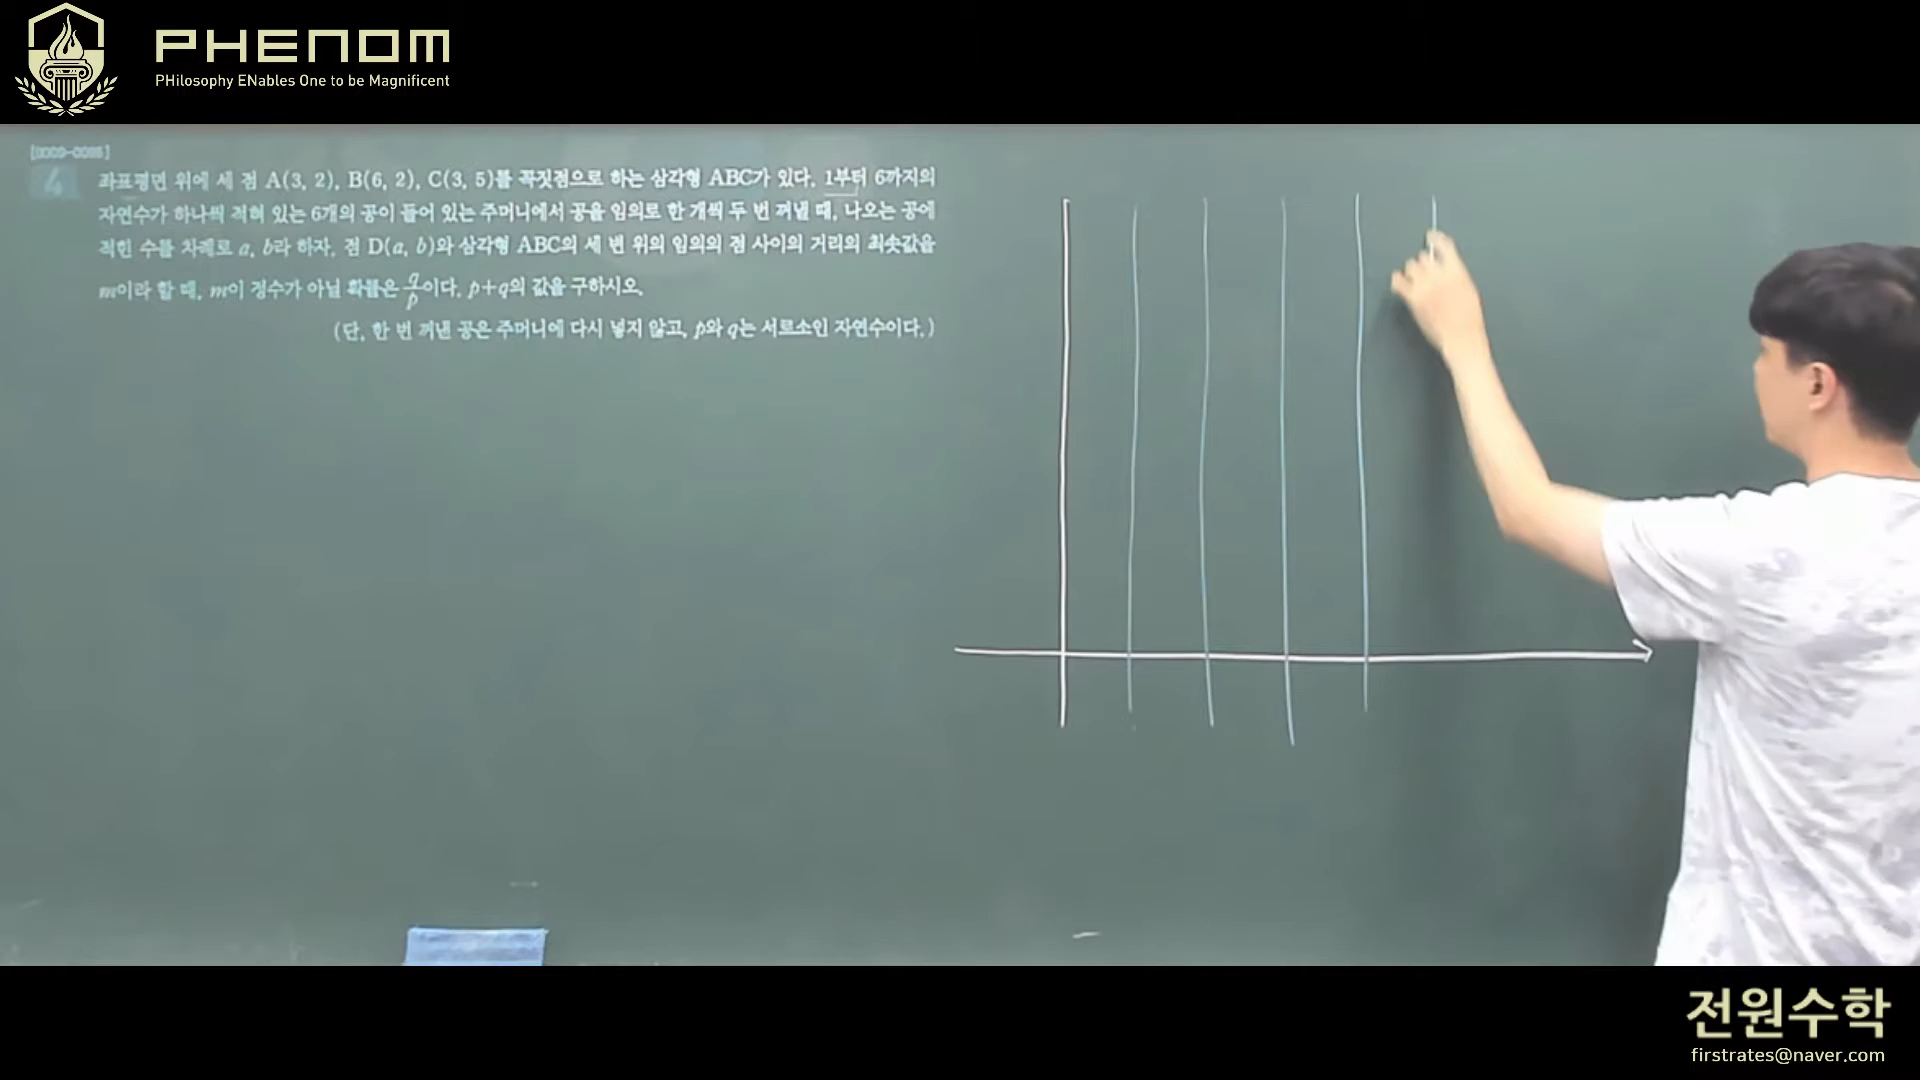 PHENOM
PHilosophy ENables One to be Magnificent
4
좌표평면 위에 세 점 A(3, 2), B(6, 2), C(3, 5)를 꼭짓점으로 하는 삼각형 ABC가 있다. 1부터 6까지의
자연수가 하나씩 적혀 있는 6개의 공이 들어 있는 주머니에서 공을 임의로 한 개씩 두 번 꺼낼 때, 나오는 공에
적힌 수를 차례로 a, b라 하자. 점 D(a, b)와 삼각형 ABC의 세 변 위의 임의의 점 사이의 거리의 최솟값을
m이라 할 때, m이 정수가 아닐 확률은 q/p이다. p+q의 값을 구하시오.
(단, 한 번 꺼낸 공은 주머니에 다시 넣지 않고, p와 q는 서로소인 자연수이다.)
전원수학
firstrates@naver.com